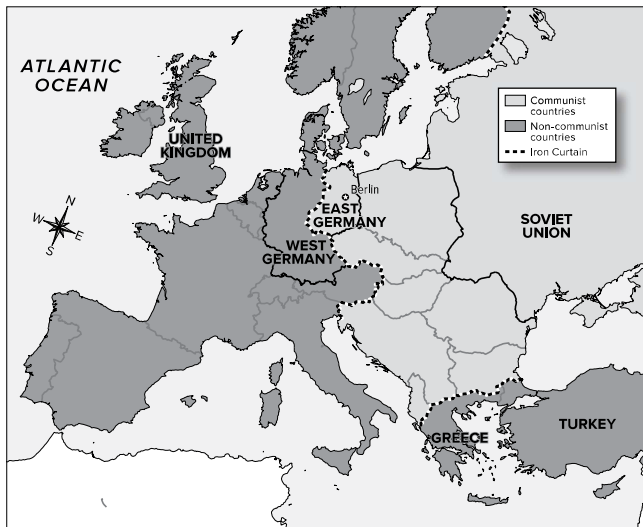 ATLANTIC
OCEAN
UNITED
KINGDOM
Communist
countries
Non-communist
countries
Iron Curtain
Berlin
EAST
GERMANY
WEST
GERMANY
SOVIET
UNION
N
W
E
S
GREECE
TURKEY